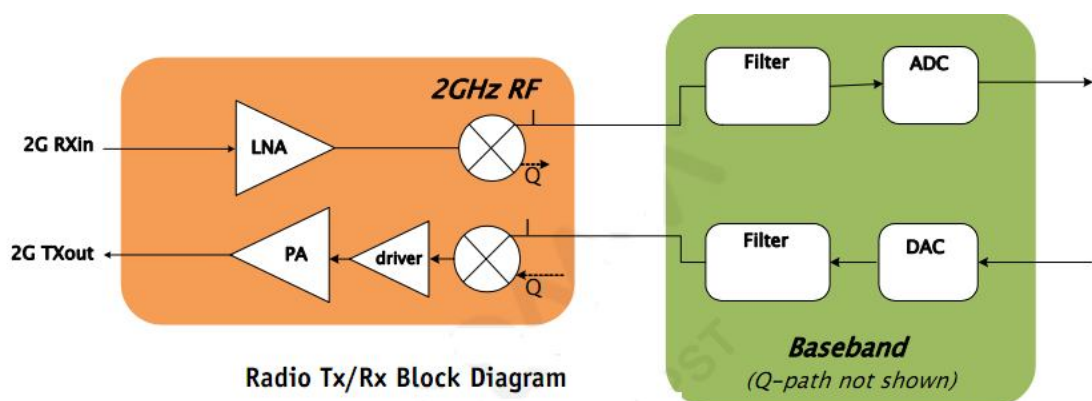 2GHz RF
Filter
ADC
I
2G RXin
LNA
Q
I
2G TXout
PA
driver
Q
Filter
DAC
Baseband
(Q-path not shown)
Radio Tx/Rx Block Diagram